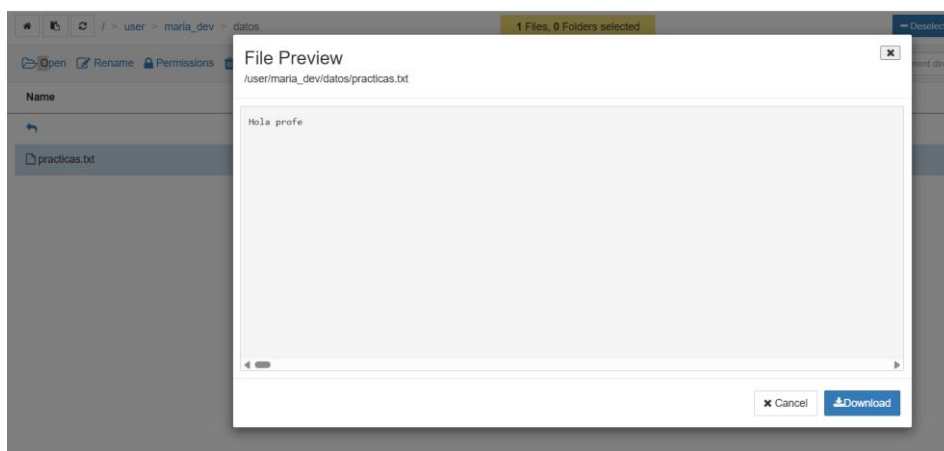 / > user > maria_dev > datos
1 Files, 0 Folders selected
Deselect
Open Rename Permissions
File Preview
/user/maria_dev/datos/practicas.txt
Name
Hola profe
practicas.txt
Cancel Download